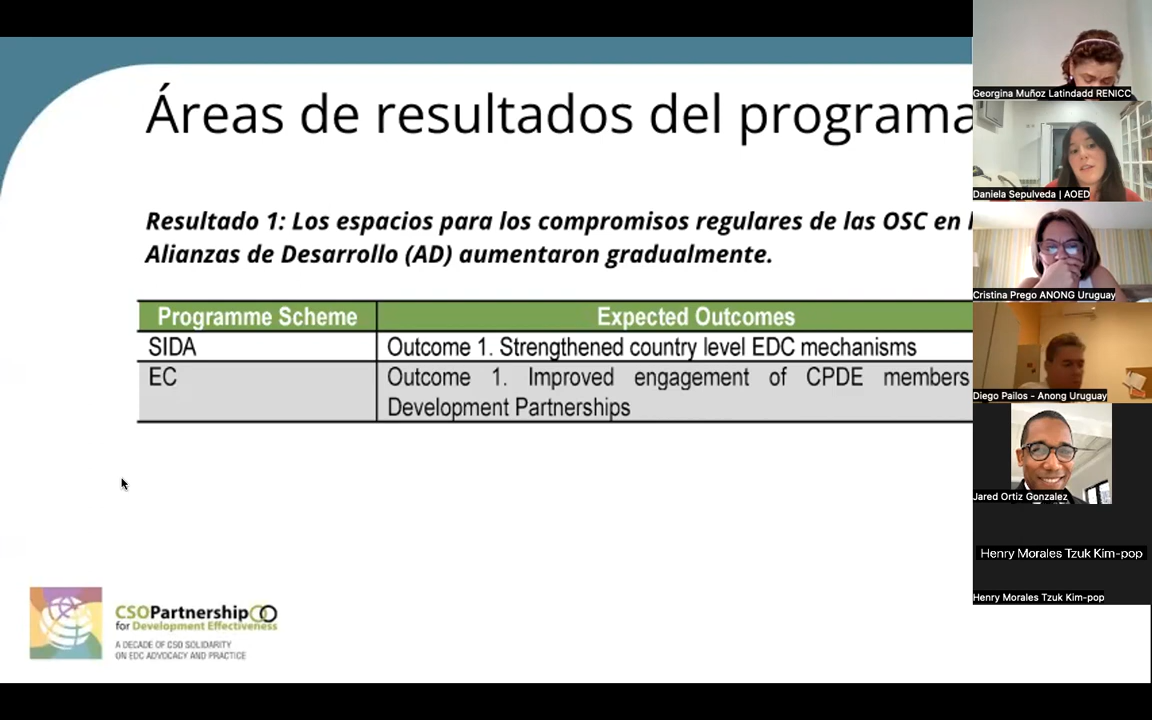 Áreas de resultados del programa
Resultado 1: Los espacios para los compromisos regulares de las OSC en
Alianzas de Desarrollo (AD) aumentaron gradualmente.
Programme Scheme Expected Outcomes
SIDA Outcome 1. Strengthened country level EDC mechanisms
EC Outcome 1. Improved engagement of CPDE members
Development Partnerships
CSOPartnership
for Development Effectiveness
A DECADE OF CSO SOLIDARITY
ON EDC ADVOCACY AND PRACTICE
Georgina Muñoz Latindadd RENICC
Daniela Sepulveda | AOED
Cristina Prego ANONG Uruguay
Diego Pailos - Anong Uruguay
Jared Ortiz Gonzalez
Henry Morales Tzuk Kim-pop
Henry Morales Tzuk Kim-pop